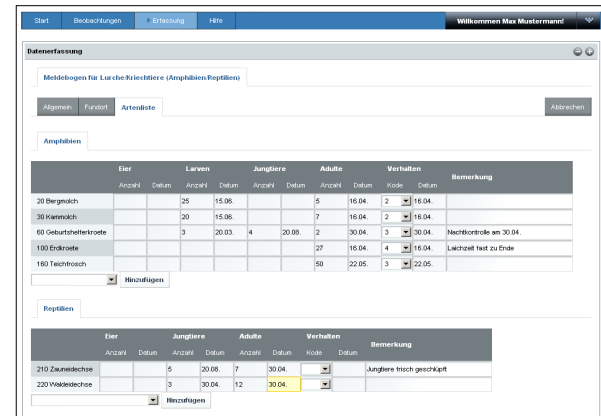 Start Beobachtungen Erfassung Hilfe Willkommen Max Mustermann!
Datenerfassung
Meldebogen für Lurche/Kriechtiere (Amphibien/Reptilien)
Allgemein Fundort Artenliste Abbrechen
Amphibien
Eier Larven Jungtiere Adulte Verhalten Bemerkung
Anzahl Datum Anzahl Datum Anzahl Datum Anzahl Datum Kode Datum
20 Bergmolch 25 15.06. 5 16.04. 2 16.04.
30 Kammolch 20 15.06. 7 16.04. 2 16.04.
60 Geburtshelferkroete 3 20.03. 4 20.08. 2 30.04. 3 30.04. Nachtkontrolle am 30.04.
100 Erdkroete 27 16.04. 4 16.04. Laichzeit fast zu Ende
160 Teichfrosch 50 22.05. 3 22.05.
Hinzufügen
Reptilien
Eier Jungtiere Adulte Verhalten Bemerkung
Anzahl Datum Anzahl Datum Anzahl Datum Kode Datum
210 Zauneidechse 5 20.08. 7 30.04. Jungtiere frisch geschlüpft
220 Waldeidechse 3 30.04. 12 30.04.
Hinzufügen